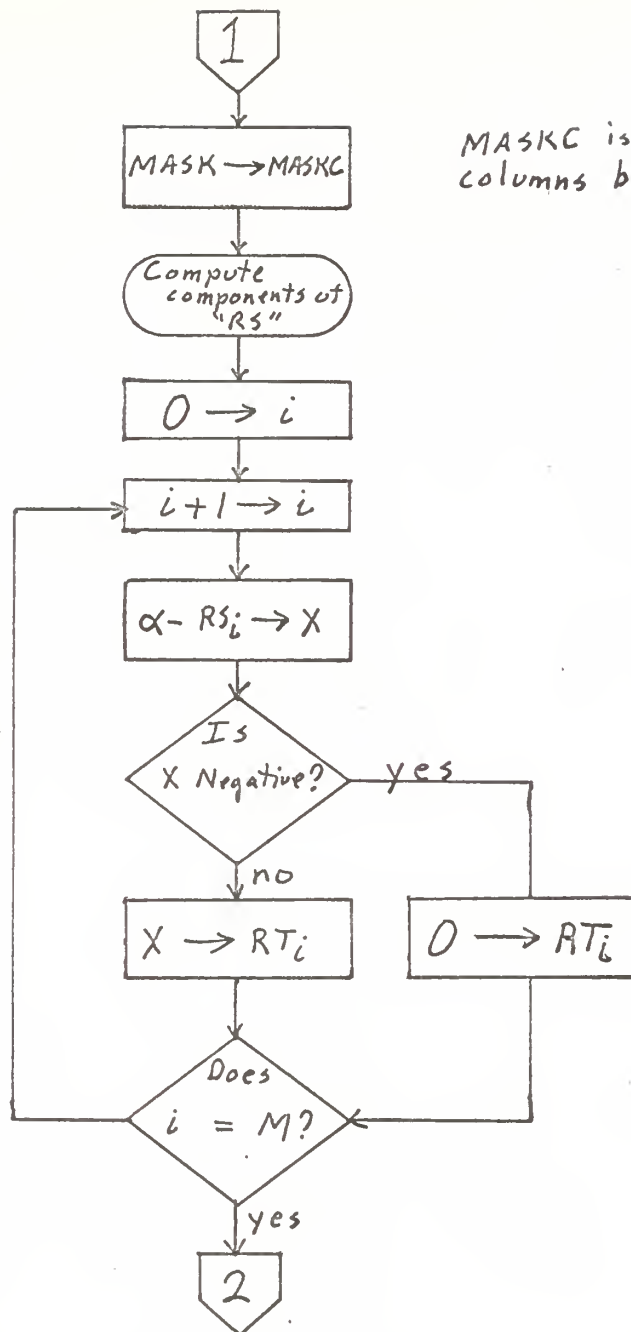 1
MASK → MASKC
MASKC is
columns b
Compute
components of
"RS"
0 → i
i + 1 → i
α - RSi → X
Is
X Negative?
yes
no
X → RTi
0 → RTi
Does
i = M?
yes
2